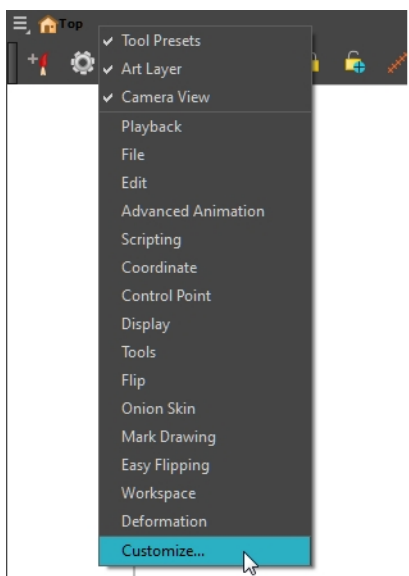 Top
Tool Presets
Art Layer
Camera View
Playback
File
Edit
Advanced Animation
Scripting
Coordinate
Control Point
Display
Tools
Flip
Onion Skin
Mark Drawing
Easy Flipping
Workspace
Deformation
Customize...